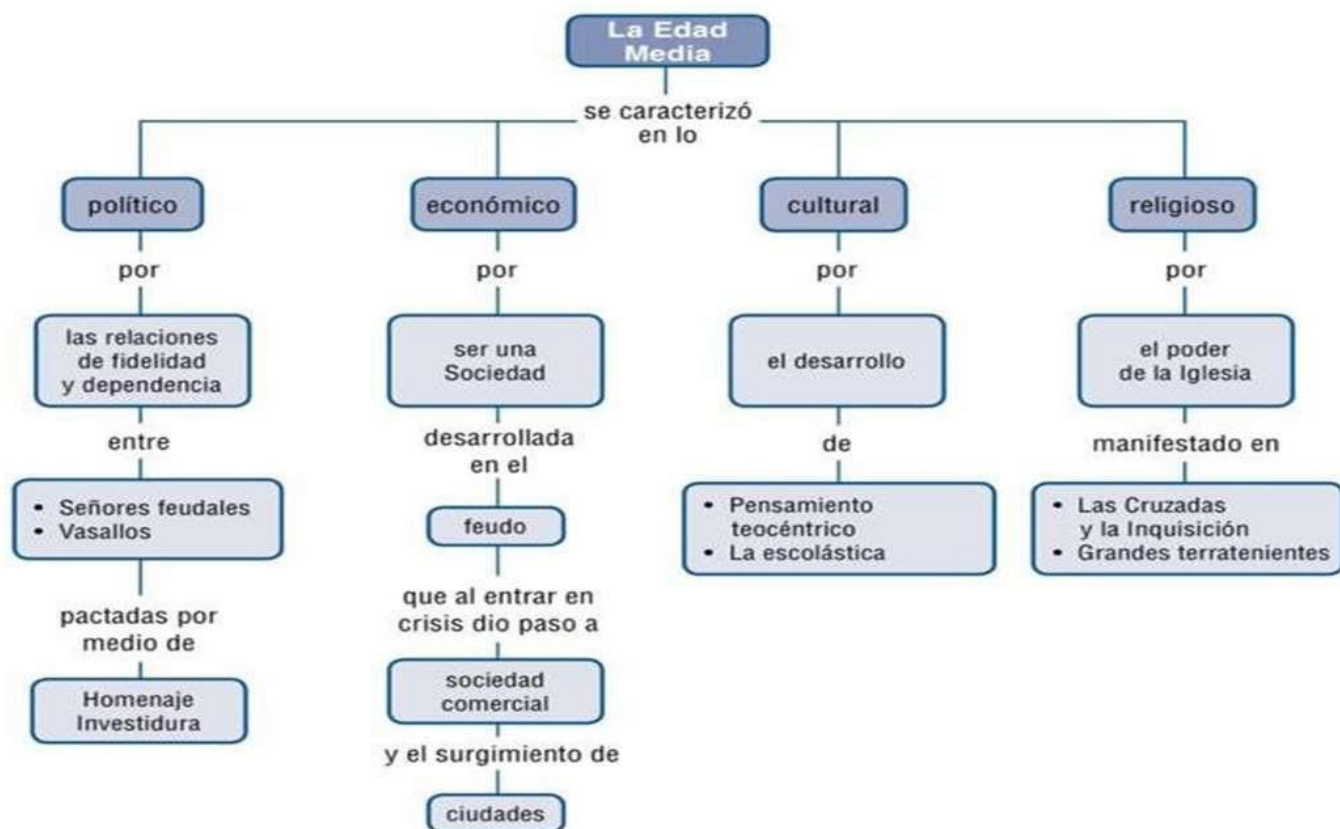 La Edad
Media
se caracterizó
en lo
político
por
las relaciones
de fidelidad
y dependencia
entre
• Señores feudales
• Vasallos
pactadas por
medio de
Homenaje
Investidura
económico
por
ser una
Sociedad
desarrollada
en el
feudo
que al entrar en
crisis dio paso a
sociedad
comercial
y el surgimiento de
ciudades
cultural
por
el desarrollo
de
• Pensamiento
teocéntrico
• La escolástica
religioso
por
el poder
de la Iglesia
manifestado en
• Las Cruzadas
y la Inquisición
• Grandes terratenientes